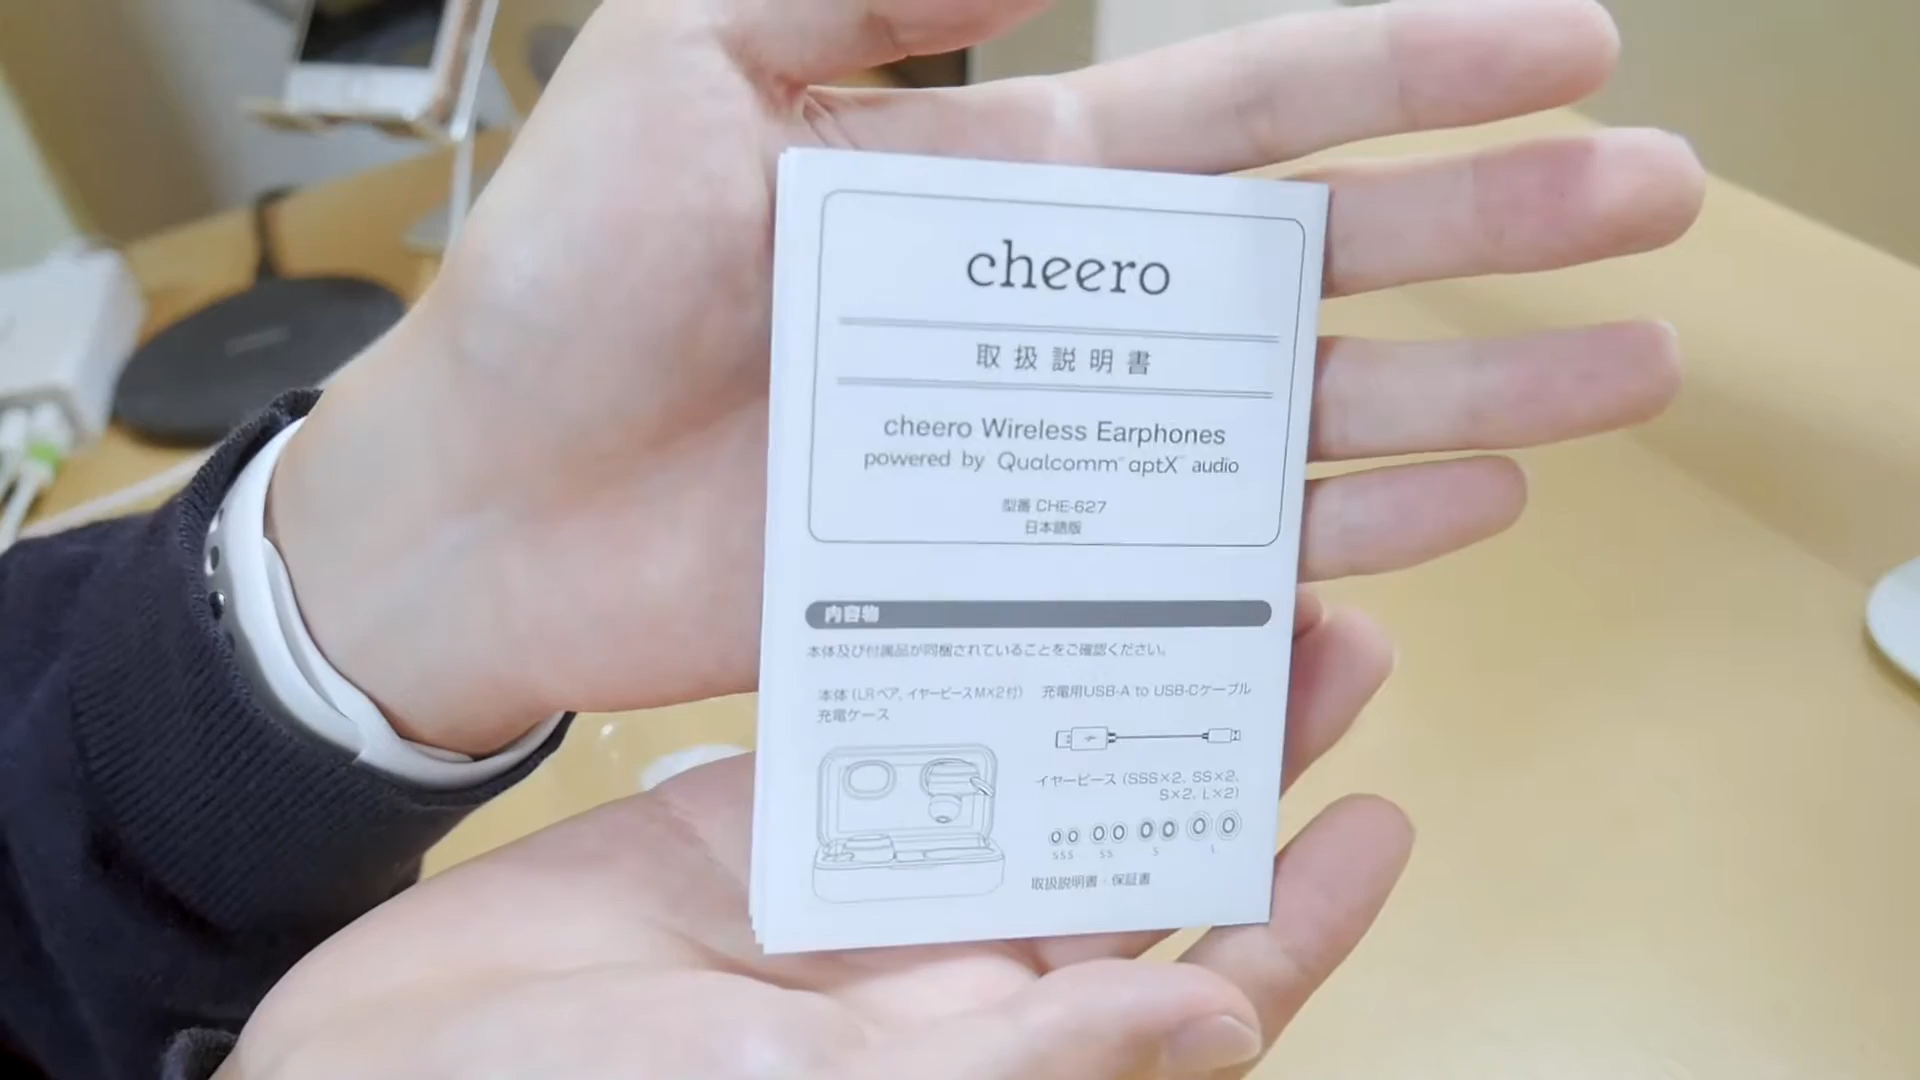 cheero
取扱説明書
cheero Wireless Earphones
powered by Qualcomm™ aptX™ audio
型番 CHE-627
日本語版
内容物
本体及び付属品が同梱されていることをご確認ください。
本体（LRペア、イヤーピースM×2付）
充電ケース
充電用USB-A to USB-Cケーブル
イヤーピース（SSS×2、SS×2、
S×2、L×2）
SSS SS S L
取扱説明書・保証書